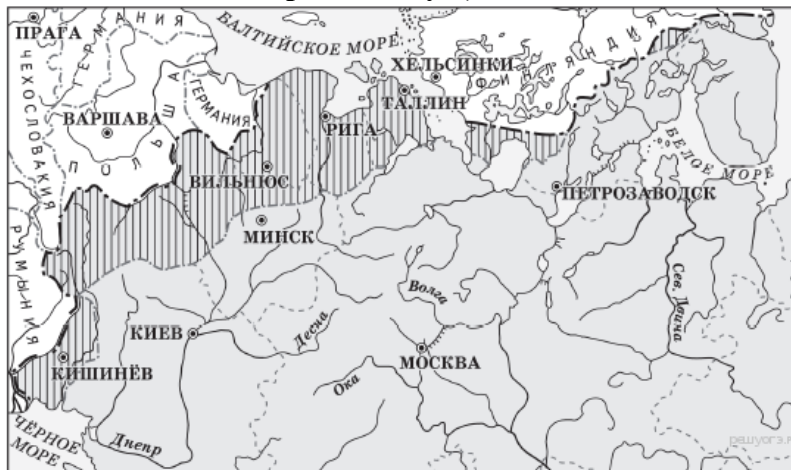 ПРАГА
ГЕРМАНИЯ
БАЛТИЙСКОЕ МОРЕ
ЧЕХОСЛОВАКИЯ
ВАРШАВА
ПОЛЬША
ГЕРМАНИЯ
ХЕЛЬСИНКИ
ФИНЛЯНДИЯ
ТАЛЛИН
РИГА
ВИЛЬНЮС
БЕЛОЕ МОРЕ
ПЕТРОЗАВОДСК
МИНСК
РУМЫНИЯ
Волга
Сев. Двина
КИЕВ
Десна
МОСКВА
КИШИНЁВ
Ока
ЧЁРНОЕ
МОРЕ
Днепр